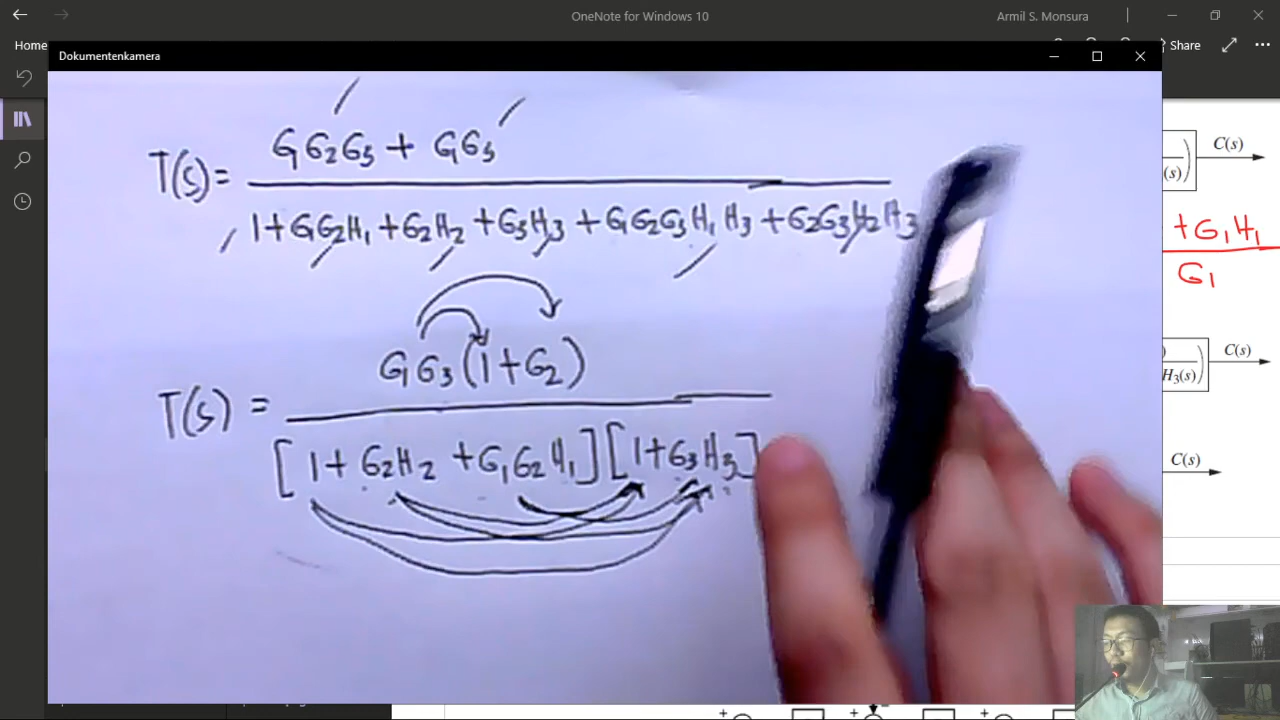 OneNote for Windows 10
Armil S. Monsura
Home
Share
Dokumentenkamera
T(s) = G1G2G3 + G1G3
1 + G1G2H1 + G2H2 + G3H3 + G1G2G3H1H3 + G2G3H2H3
T(s) = G1G3(1+G2)
[1 + G2H2 + G1G2H1][1+G3H3]
C(s)
(s)
+ G1H1
G1
C(s)
H3(s)
C(s)
+
+
+